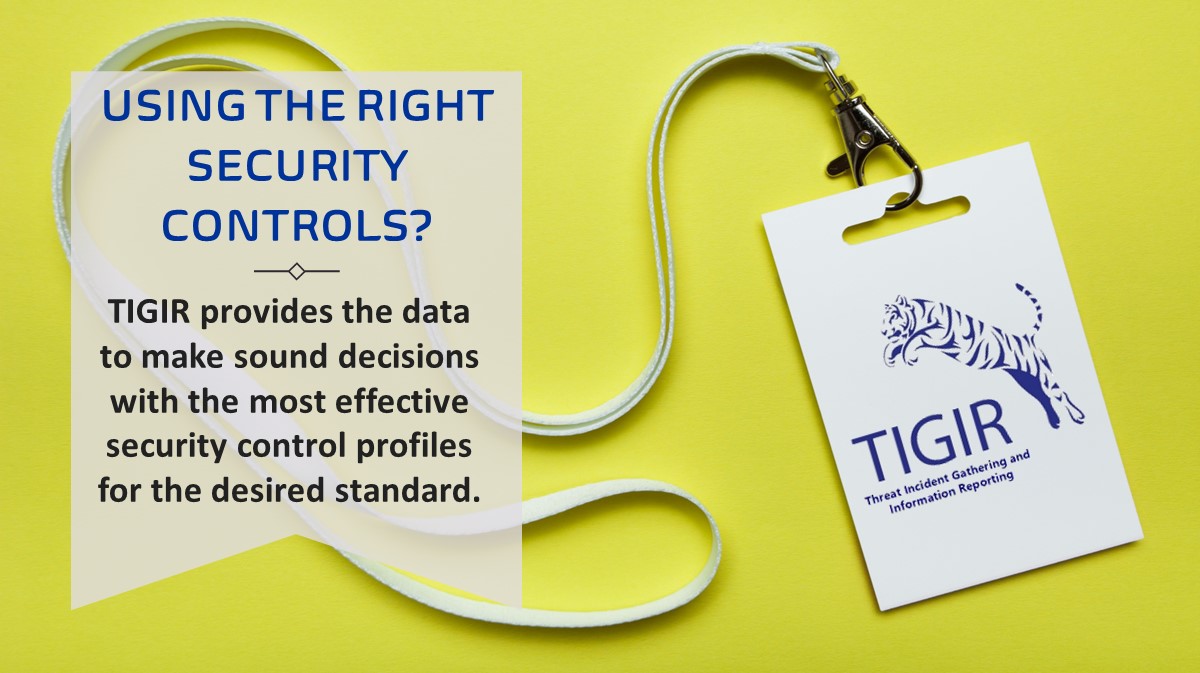 USING THE RIGHT
SECURITY
CONTROLS?
TIGIR provides the data
to make sound decisions
with the most effective
security control profiles
for the desired standard.
TIGIR
Threat Incident Gathering and
Information Reporting